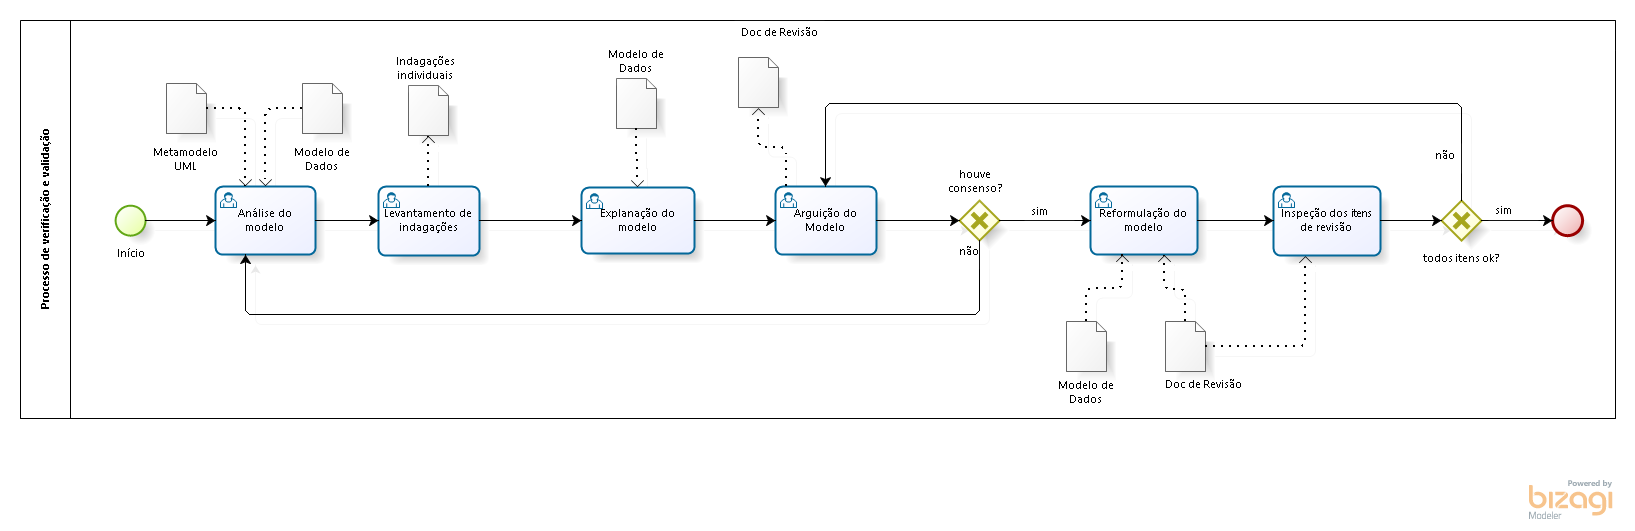 Processo de verificação e validação
Início
Metamodelo
UML
Modelo de
Dados
Análise do
modelo
Indagações
individuais
Levantamento de
indagações
Modelo de
Dados
Explanação do
modelo
Doc de Revisão
Arguição do
Modelo
houve
consenso?
não
sim
Reformulação do
modelo
Modelo de
Dados
Doc de Revisão
Inspeção dos itens
de revisão
não
sim
todos itens ok?
Powered by
bizagi
Modeler